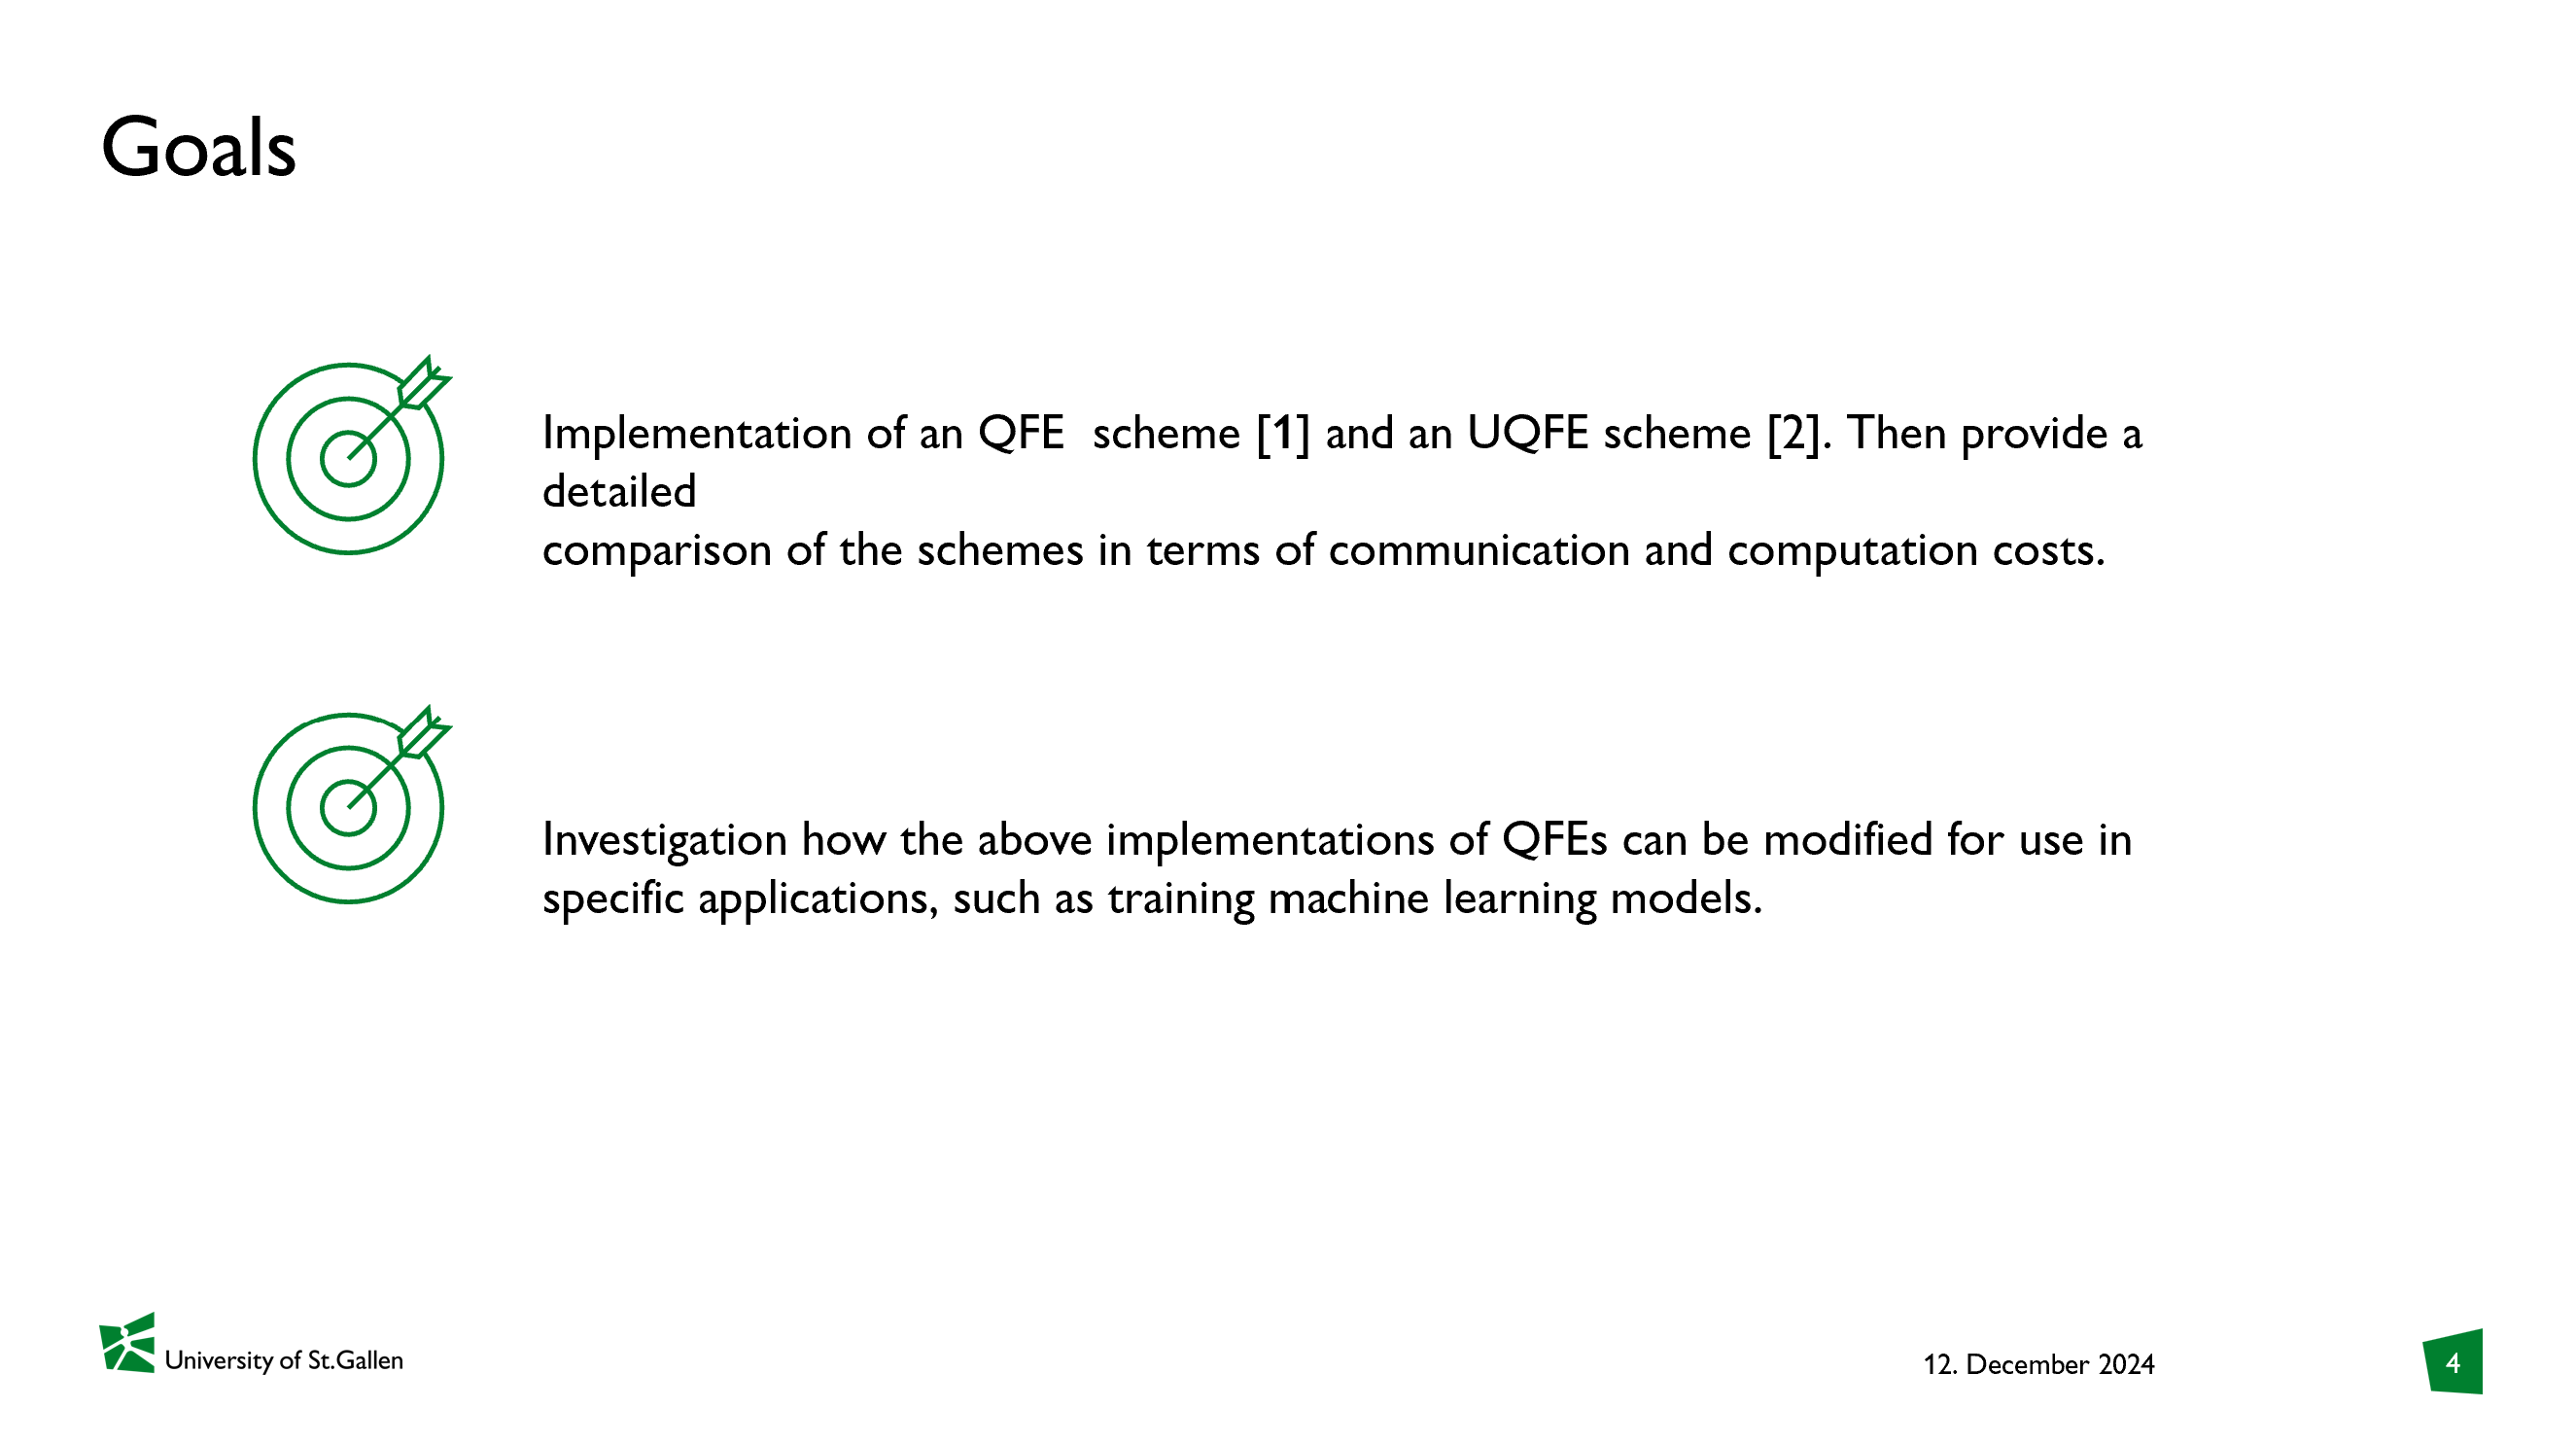 Goals
Implementation of an QFE  scheme [1] and an UQFE scheme [2]. Then provide a
detailed
comparison of the schemes in terms of communication and computation costs.
Investigation how the above implementations of QFEs can be modified for use in
specific applications, such as training machine learning models.
University of St.Gallen
12. December 2024
4